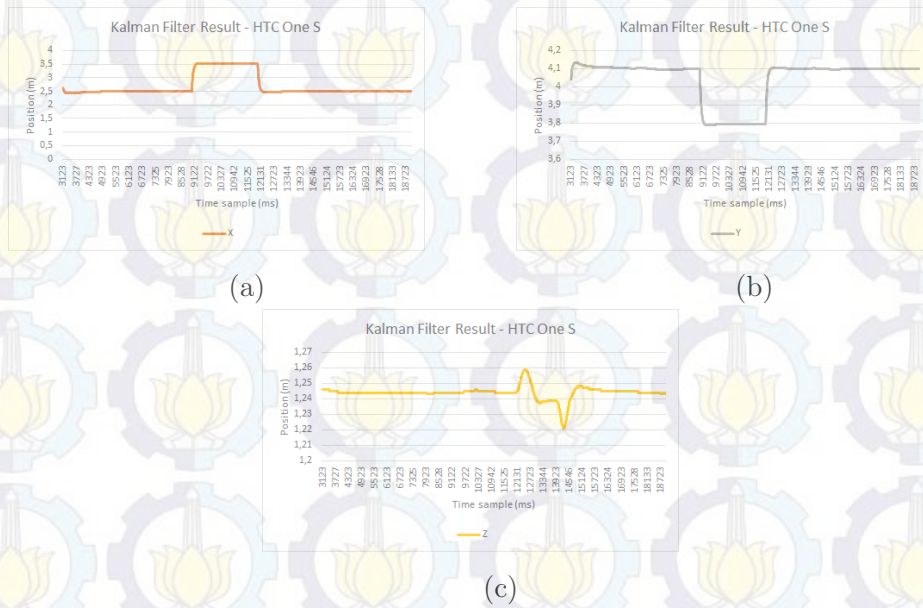 Kalman Filter Result - HTC One S
4
3,5
3
2,5
2
1,5
1
0,5
0
Position (m)
3123 3727 4323 4923 5523 6123 6723 7325 7923 8528 9122 9722 10327 10942 11525 12131 12723 13344 13923 14546 15124 15723 16324 16923 17528 18133 18723
Time sample (ms)
X
(a)
Kalman Filter Result - HTC One S
4,2
4,1
4
3,9
3,8
3,7
3,6
Position (m)
3123 3727 4323 4923 5523 6123 6723 7325 7923 8528 9122 9722 10327 10942 11525 12131 12723 13344 13923 14546 15124 15723 16324 16923 17528 18133 18723
Time sample (ms)
Y
(b)
Kalman Filter Result - HTC One S
1,27
1,26
1,25
1,24
1,23
1,22
1,21
1,2
Position (m)
3123 3727 4323 4923 5523 6123 6723 7325 7923 8528 9122 9722 10327 10942 11525 12131 12723 13344 13923 14546 15124 15723 16324 16923 17528 18133 18723
Time sample (ms)
Z
(c)